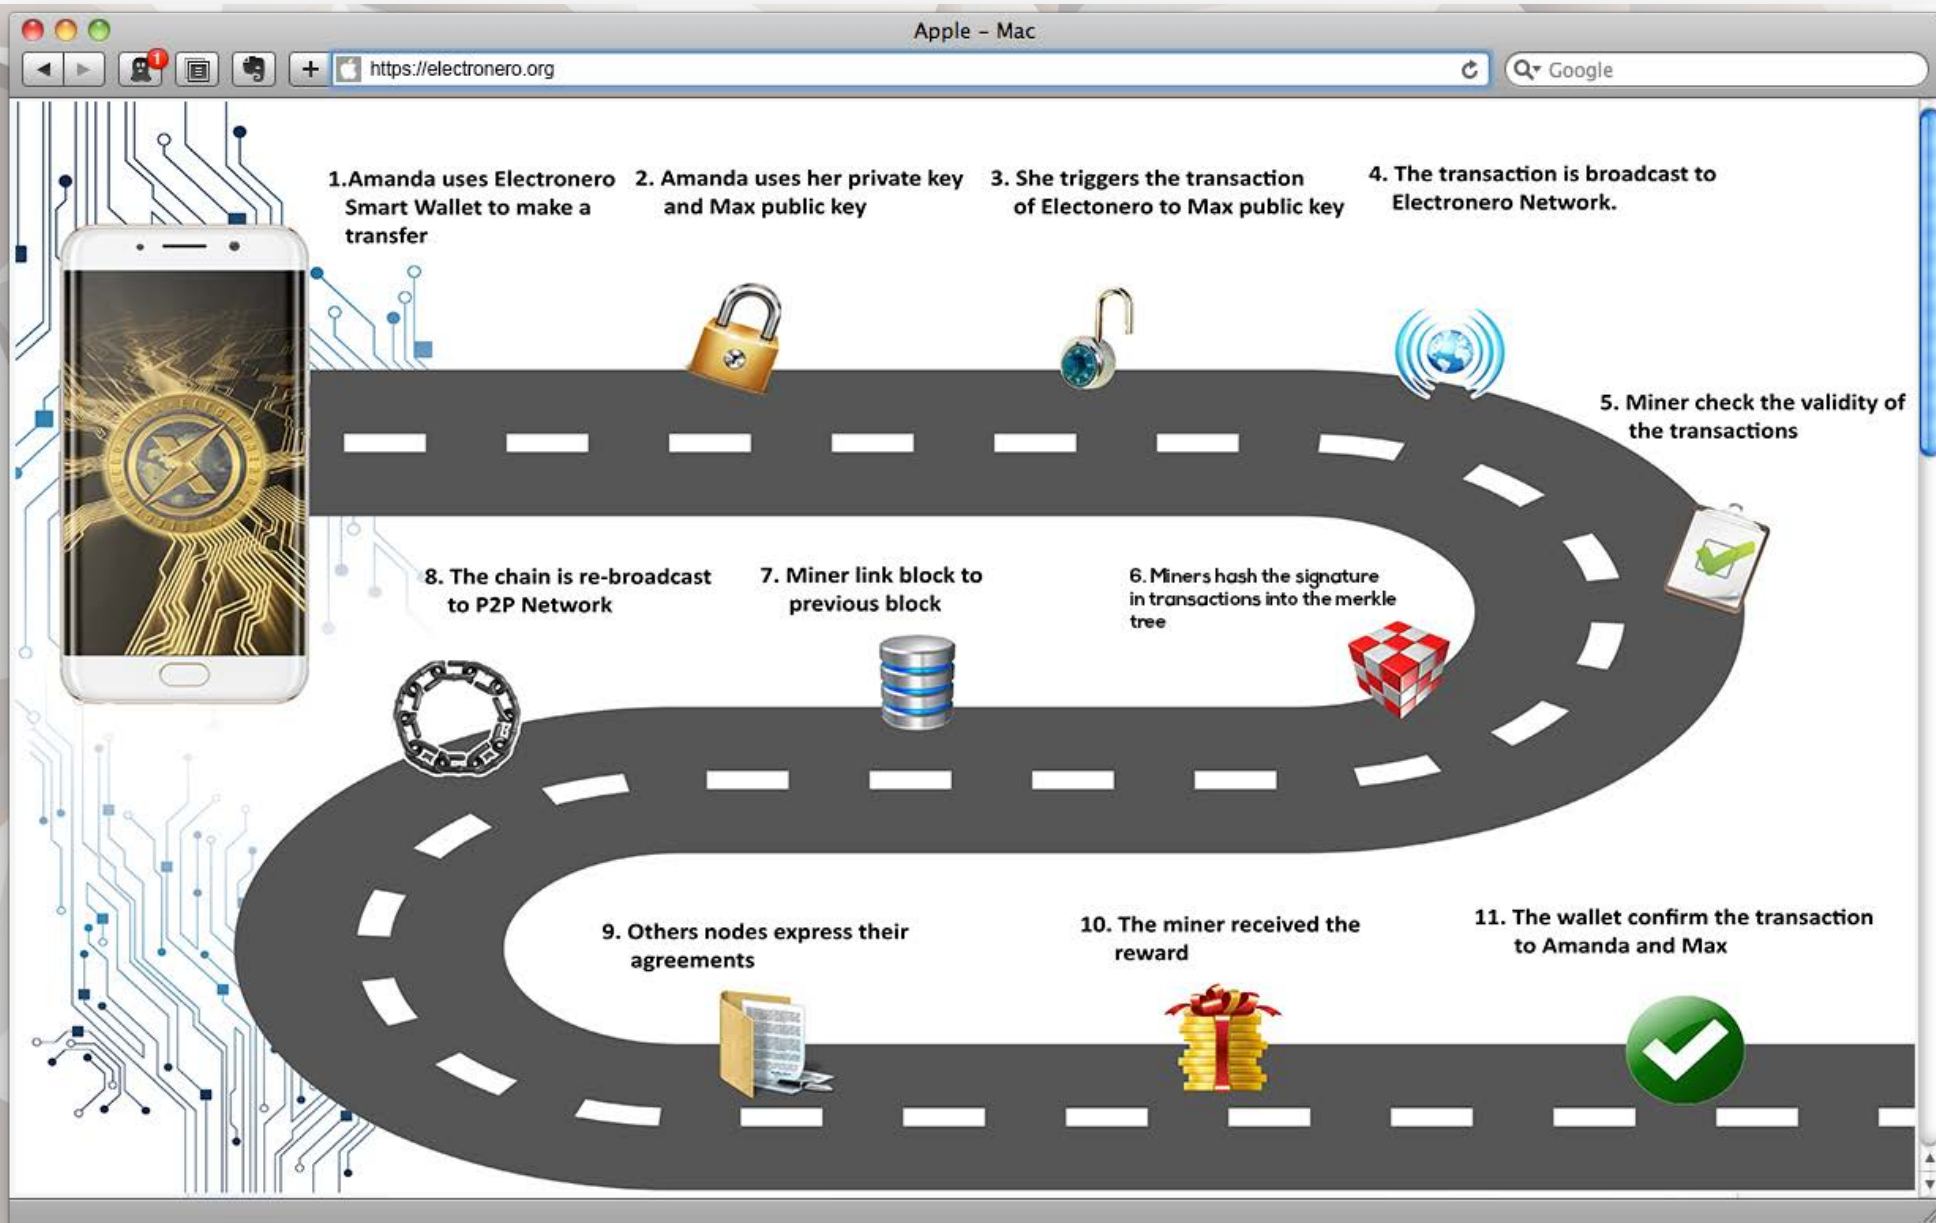 Apple – Mac
1
https://electronero.org
Google
1.Amanda uses Electronero
Smart Wallet to make a
transfer
2. Amanda uses her private key
and Max public key
3. She triggers the transaction
of Electonero to Max public key
4. The transaction is broadcast to
Electronero Network.
5. Miner check the validity of
the transactions
6. Miners hash the signature
in transactions into the merkle
tree
7. Miner link block to
previous block
8. The chain is re-broadcast
to P2P Network
9. Others nodes express their
agreements
10. The miner received the
reward
11. The wallet confirm the transaction
to Amanda and Max